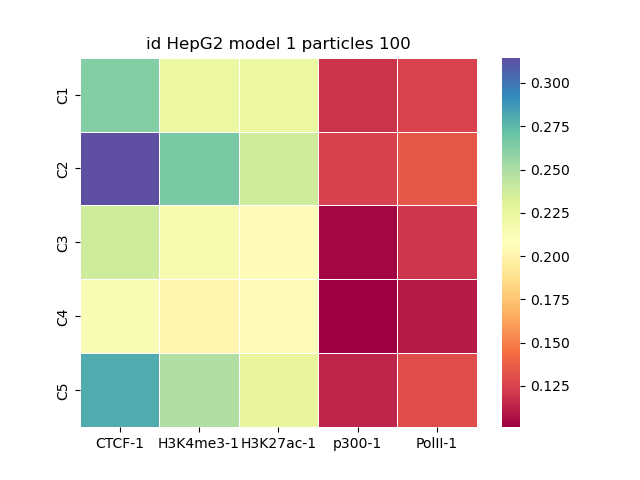 id HepG2 model 1 particles 100
C1
C2
C3
C4
C5
CTCF-1 H3K4me3-1 H3K27ac-1 p300-1 PolII-1
0.300
0.275
0.250
0.225
0.200
0.175
0.150
0.125